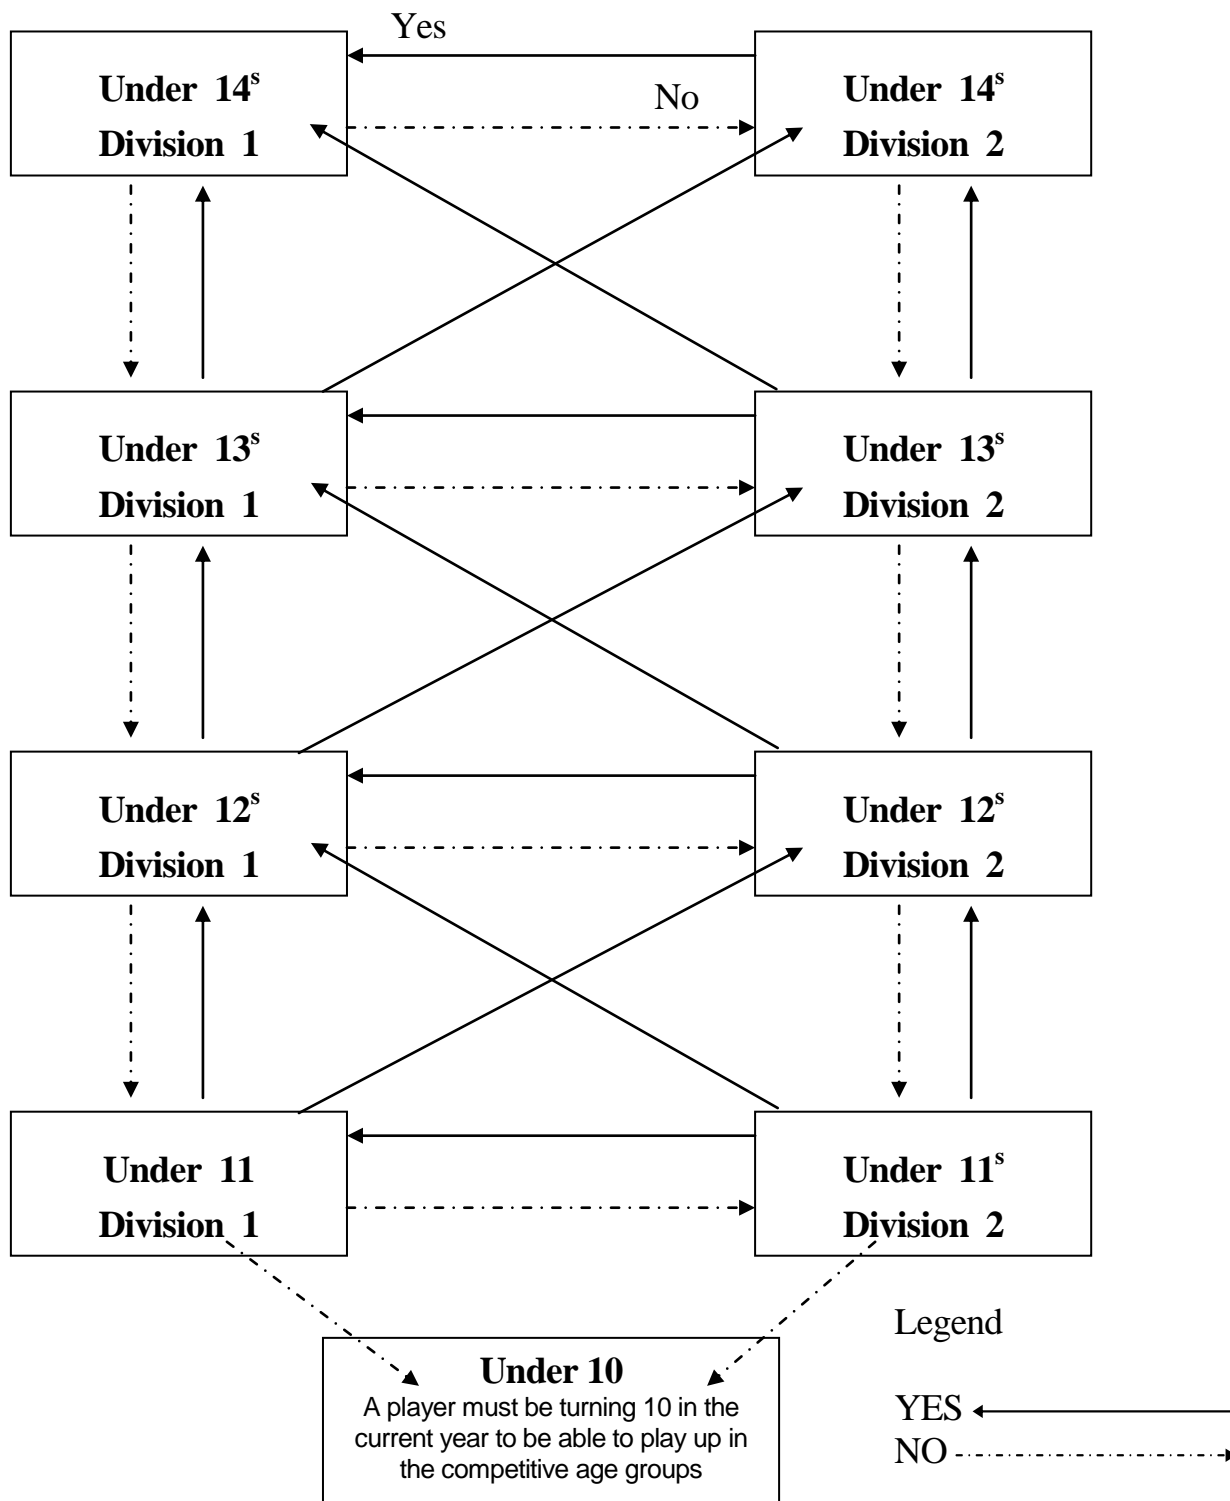 Yes
Under 14s
Division 1
No
Under 14s
Division 2
Under 13s
Division 1
Under 13s
Division 2
Under 12s
Division 1
Under 12s
Division 2
Under 11
Division 1
Under 11s
Division 2
Under 10
A player must be turning 10 in the
current year to be able to play up in
the competitive age groups
Legend
YES
NO